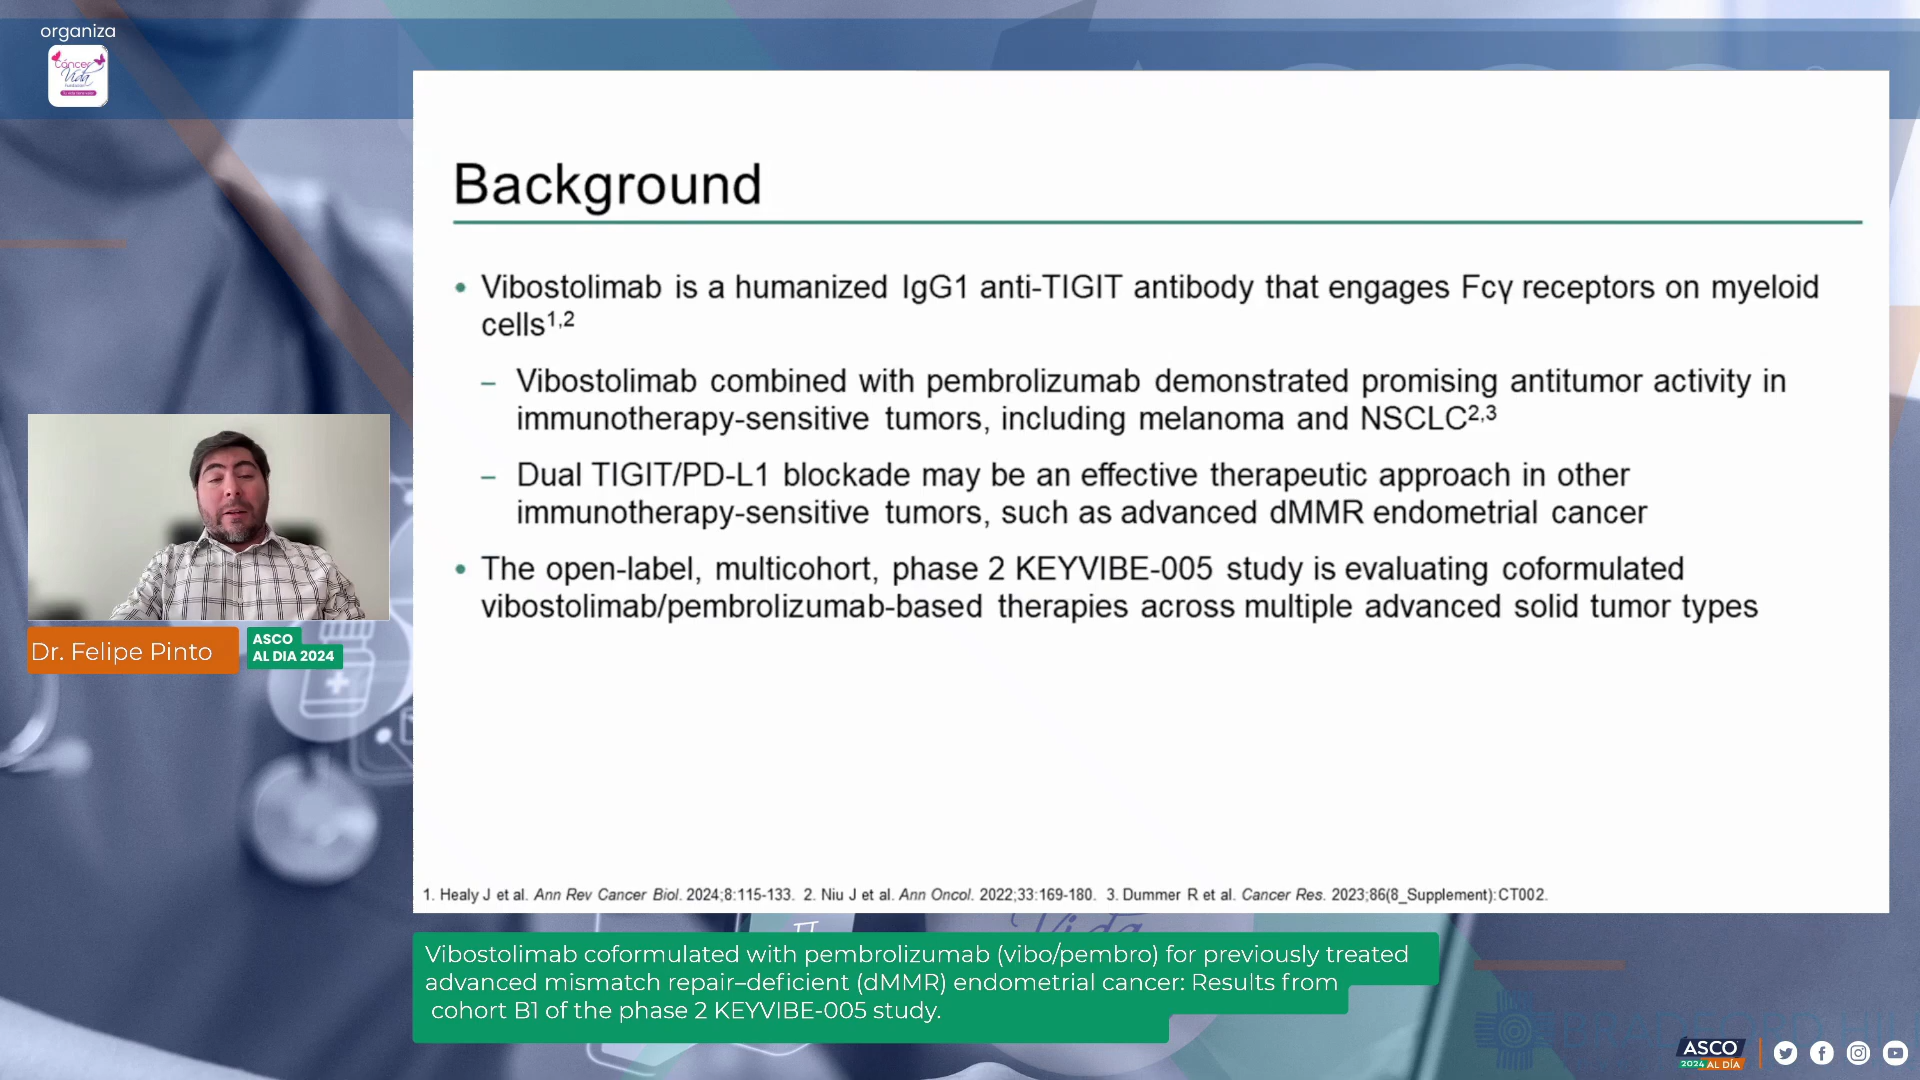 organiza
Cáncer
Vida
Background
• Vibostolimab is a humanized IgG1 anti-TIGIT antibody that engages Fcγ receptors on myeloid
cells1,2
– Vibostolimab combined with pembrolizumab demonstrated promising antitumor activity in
immunotherapy-sensitive tumors, including melanoma and NSCLC2,3
– Dual TIGIT/PD-L1 blockade may be an effective therapeutic approach in other
immunotherapy-sensitive tumors, such as advanced dMMR endometrial cancer
• The open-label, multicohort, phase 2 KEYVIBE-005 study is evaluating coformulated
vibostolimab/pembrolizumab-based therapies across multiple advanced solid tumor types
1. Healy J et al. Ann Rev Cancer Biol. 2024;8:115-133. 2. Niu J et al. Ann Oncol. 2022;33:169-180. 3. Dummer R et al. Cancer Res. 2023;86(8_Supplement):CT002.
Dr. Felipe Pinto
ASCO
AL DIA 2024
Vibostolimab coformulated with pembrolizumab (vibo/pembro) for previously treated
advanced mismatch repair–deficient (dMMR) endometrial cancer: Results from
cohort B1 of the phase 2 KEYVIBE-005 study.
Vida
BRADFORD HILL
ASCO
2024 AL DÍA